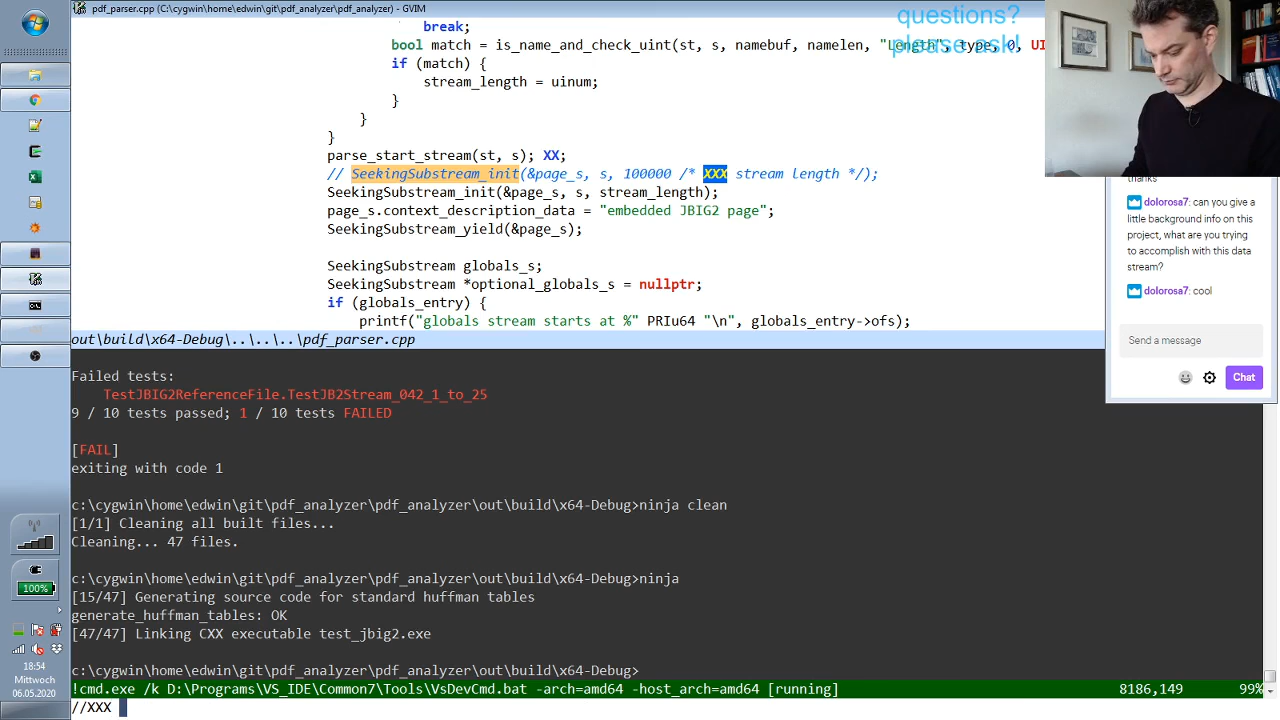 pdf_parser.cpp (C:\cygwin\home\edwin\git\pdf_analyzer\pdf_analyzer) - GVIM
questions?
please ask!
break;
bool match = is_name_and_check_uint(st, s, namebuf, namelen, "Length", type, 0, UI
if (match) {
stream_length = uinum;
}
}
}
parse_start_stream(st, s); XX;
// SeekingSubstream_init(&page_s, s, 100000 /* XXX stream length */);
SeekingSubstream_init(&page_s, s, stream_length);
page_s.context_description_data = "embedded JBIG2 page";
SeekingSubstream_yield(&page_s);
SeekingSubstream globals_s;
SeekingSubstream *optional_globals_s = nullptr;
if (globals_entry) {
printf("globals stream starts at %" PRIu64 "\n", globals_entry->ofs);
out\build\x64-Debug\..\..\..\pdf_parser.cpp
thanks
dolorosa7: can you give a
little background info on this
project, what are you trying
to accomplish with this data
stream?
dolorosa7: cool
Send a message
Chat
Failed tests:
TestJBIG2ReferenceFile.TestJB2Stream_042_1_to_25
9 / 10 tests passed; 1 / 10 tests FAILED
[FAIL]
exiting with code 1
c:\cygwin\home\edwin\git\pdf_analyzer\pdf_analyzer\out\build\x64-Debug>ninja clean
[1/1] Cleaning all built files...
Cleaning... 47 files.
c:\cygwin\home\edwin\git\pdf_analyzer\pdf_analyzer\out\build\x64-Debug>ninja
[15/47] Generating source code for standard huffman tables
generate_huffman_tables: OK
[47/47] Linking CXX executable test_jbig2.exe
c:\cygwin\home\edwin\git\pdf_analyzer\pdf_analyzer\out\build\x64-Debug>
!cmd.exe /k D:\Programs\VS_IDE\Common7\Tools\VsDevCmd.bat -arch=amd64 -host_arch=amd64 [running] 8186,149 99%
//XXX
100%
18:54
Mittwoch
06.05.2020